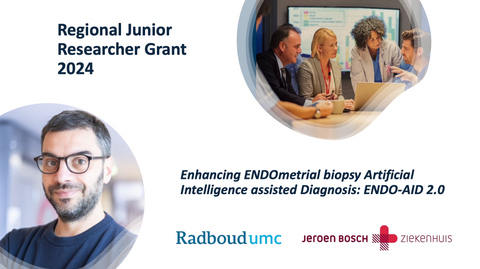 Regional Junior
Researcher Grant
2024
Enhancing ENDOmetrial biopsy Artificial
Intelligence assisted Diagnosis: ENDO-AID 2.0
Radboudumc
JEROEN BOSCH ZIEKENHUIS